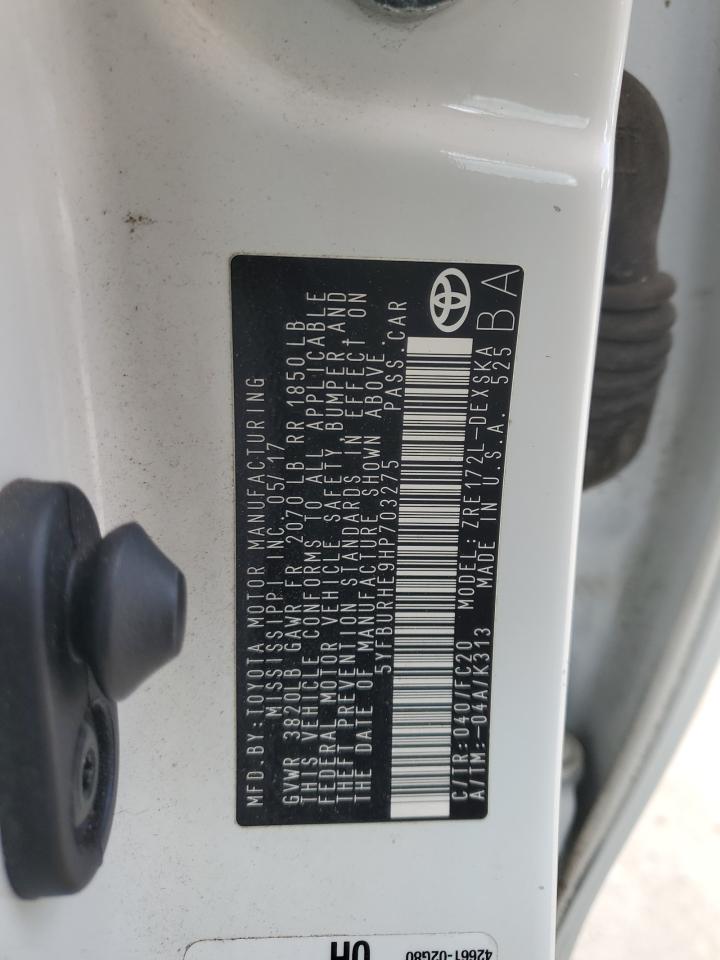 MFD.BY:TOYOTA MOTOR MANUFACTURING
MISSISSIPPI INC. 05/17
GVWR 3820LB GAWR FR 2070 LB RR 1850 LB
THIS VEHICLE CONFORMS TO ALL APPLICABLE
FEDERAL MOTOR VEHICLE SAFETY, BUMPER, AND
THEFT PREVENTION STANDARDS IN EFFECT ON
THE DATE OF MANUFACTURE SHOWN ABOVE.
5YFBURHE9HP703275 PASS.CAR
C/TR:040/FC20 MODEL:ZRE172L-DEXSKA
A/TM:-04A/K313 MADE IN U.S.A. 525
BA
42661-02G80